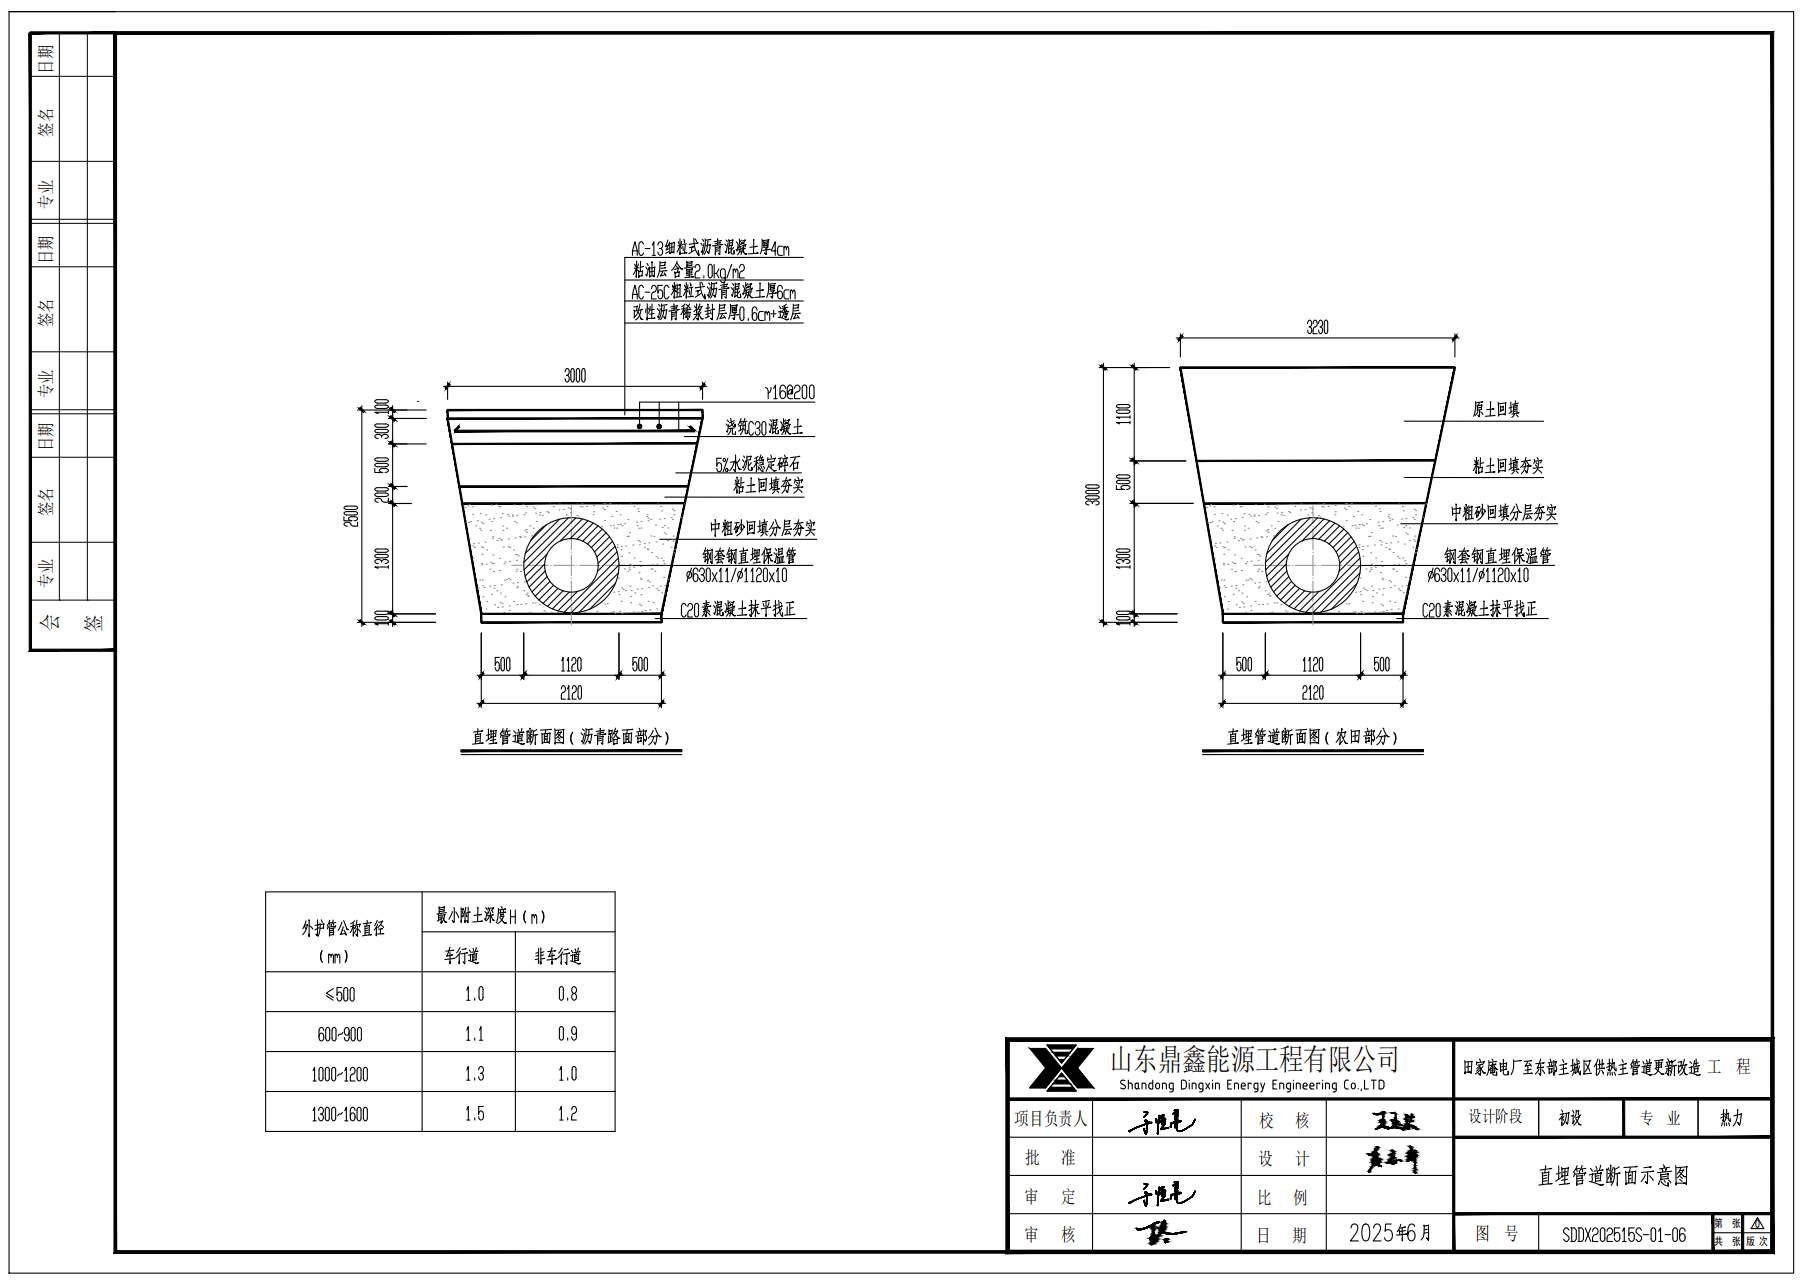 日期
签名
专业
日期
签名
专业
日期
签名
专业
会签
AC-13细粒式沥青混凝土厚4cm
粘油层 含量2.0kg/m2
AC-25C粗粒式沥青混凝土厚6cm
改性沥青稀浆封层厚0.6cm+透层
3000
γ16@200
浇筑C30混凝土
5%水泥稳定碎石
粘土回填夯实
中粗砂回填分层夯实
钢套钢直埋保温管
ø630x11/ø1120x10
C20素混凝土抹平找正
100
300
500
200
1300
100
2500
500 1120 500
2120
直埋管道断面图(沥青路面部分)
3230
原土回填
粘土回填夯实
中粗砂回填分层夯实
钢套钢直埋保温管
ø630x11/ø1120x10
C20素混凝土抹平找正
1100
500
1300
100
3000
500 1120 500
2120
直埋管道断面图(农田部分)
外护管公称直径
(mm)
最小附土深度H(m)
车行道 非车行道
≤500 1.0 0.8
600~900 1.1 0.9
1000~1200 1.3 1.0
1300~1600 1.5 1.2
山东鼎鑫能源工程有限公司
Shandong Dingxin Energy Engineering Co.,LTD
田家庵电厂至东部主城区供热主管道更新改造 工程
项目负责人 校核 设计阶段 初设 专业 热力
批准 设计
直埋管道断面示意图
审定 比例
审核 日期 2025年6月 图号 SDDX202515S-01-06
第 张
共 张 版次